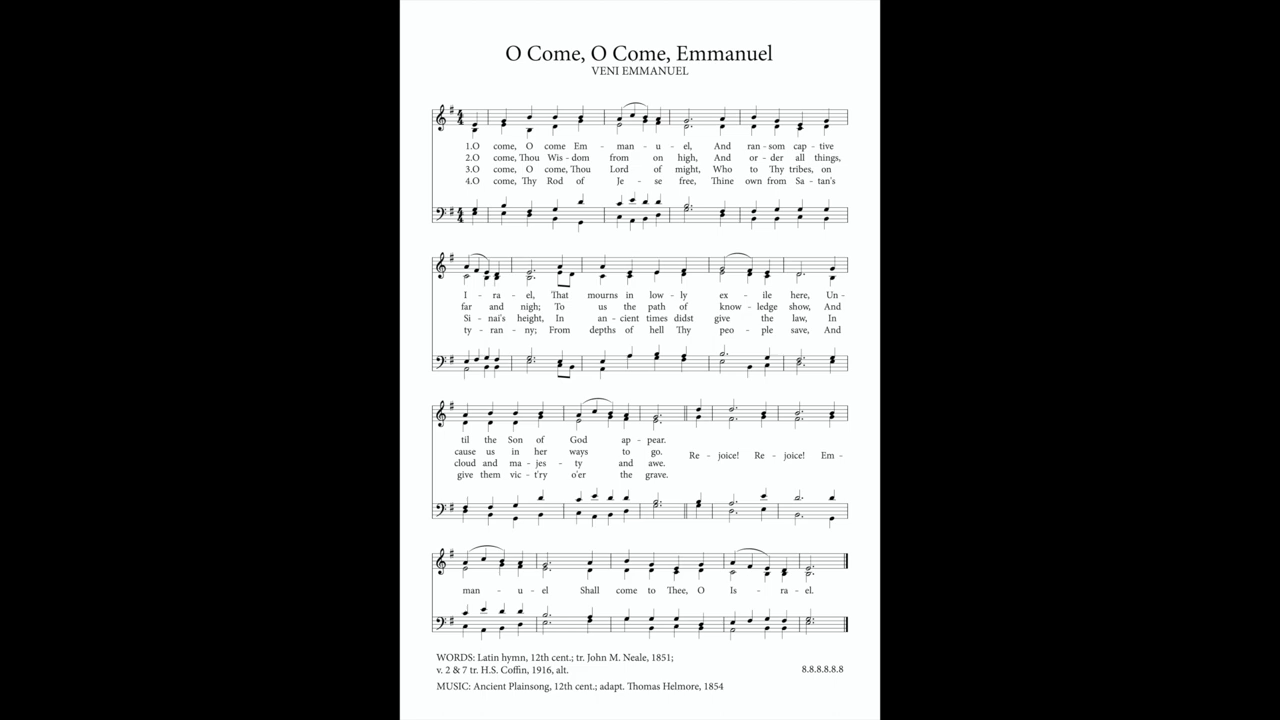 O Come, O Come, Emmanuel
VENI EMMANUEL
1.O come, O come Em - man - u - el, And ran - som cap - tive
2.O come, Thou Wis - dom from on high, And or - der all things,
3.O come, O come, Thou Lord of might, Who to Thy tribes, on
4.O come, Thy Rod of Je - se free, Thine own from Sa - tan's
I - ra - el, That mourns in low - ly ex - ile here, Un -
far and nigh; To us the path of know - ledge show, And
Si - nai's height, In an - cient times didst give the law, In
ty - ran - ny; From depths of hell Thy peo - ple save, And
til the Son of God ap - pear.
cause us in her ways to go.
Re - joice! Re - joice! Em -
cloud and ma - jes - ty and awe.
give them vic - t'ry o'er the grave.
man - u - el Shall come to Thee, O Is - ra - el.
WORDS: Latin hymn, 12th cent.; tr. John M. Neale, 1851;
v. 2 & 7 tr. H.S. Coffin, 1916, alt.
8.8.8.8.8.8
MUSIC: Ancient Plainsong, 12th cent.; adapt. Thomas Helmore, 1854